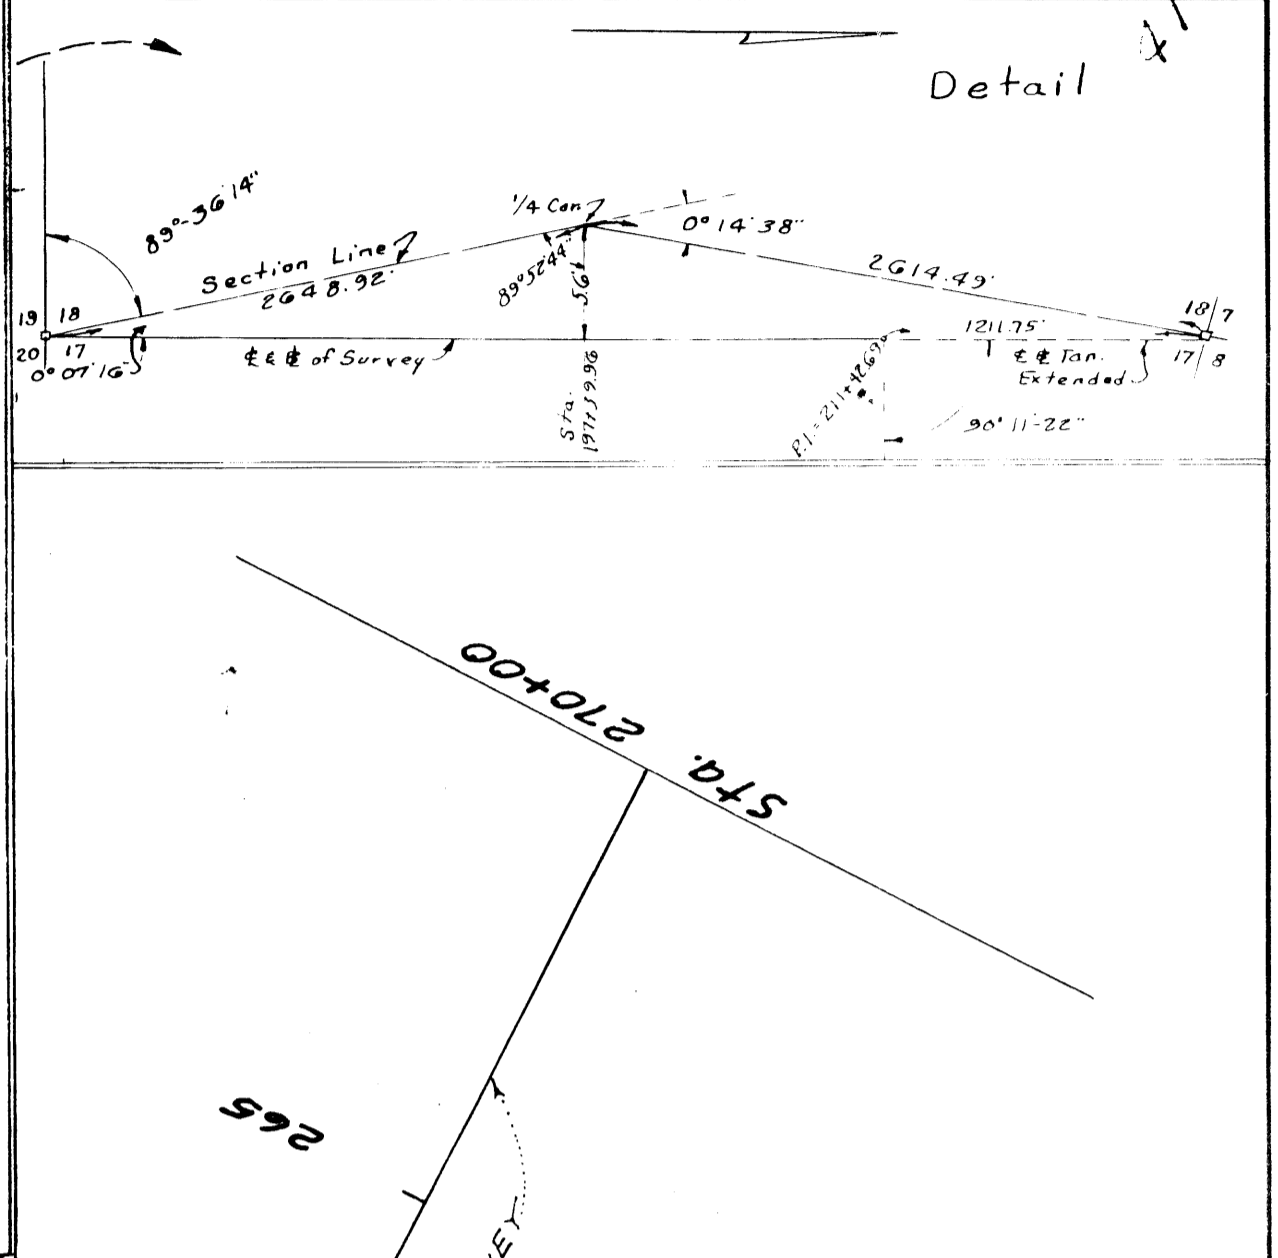 Detail
89°-36'14"
1/4 Cor.
0° 14' 38"
Section Line
2648.92'
89°52'44"
5.6'
2614.49'
19 18
20 17
0° 07' 16"
℄ & ⅊ of Survey
Sta.
197+39.96
P.I. = 211+42.69
1211.75'
Tan.
Extended
18/7
17/8
90° 11'-22"
Sta. 270+00
265